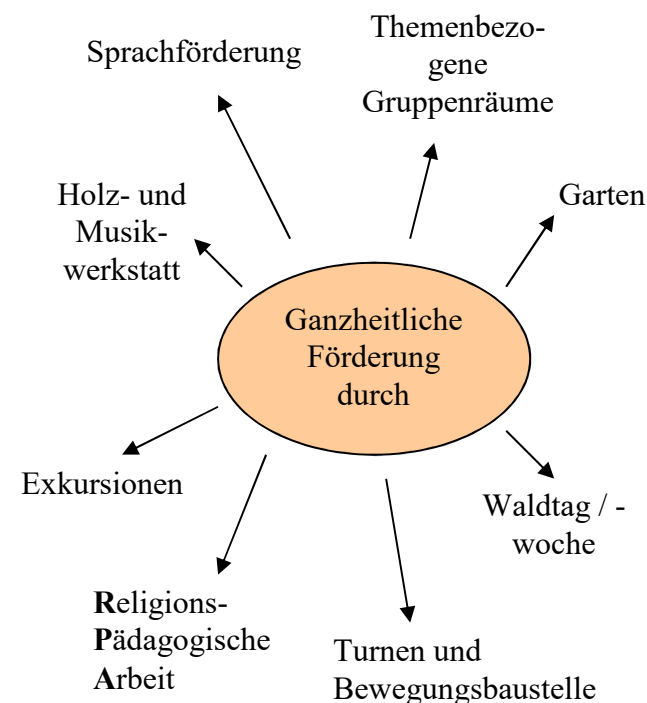 Sprachförderung
Themenbezo-
gene
Gruppenräume
Holz- und
Musik-
werkstatt
Garten
Ganzheitliche
Förderung
durch
Exkursionen
Waldtag / -
woche
Religions-
Pädagogische
Arbeit
Turnen und
Bewegungsbaustelle